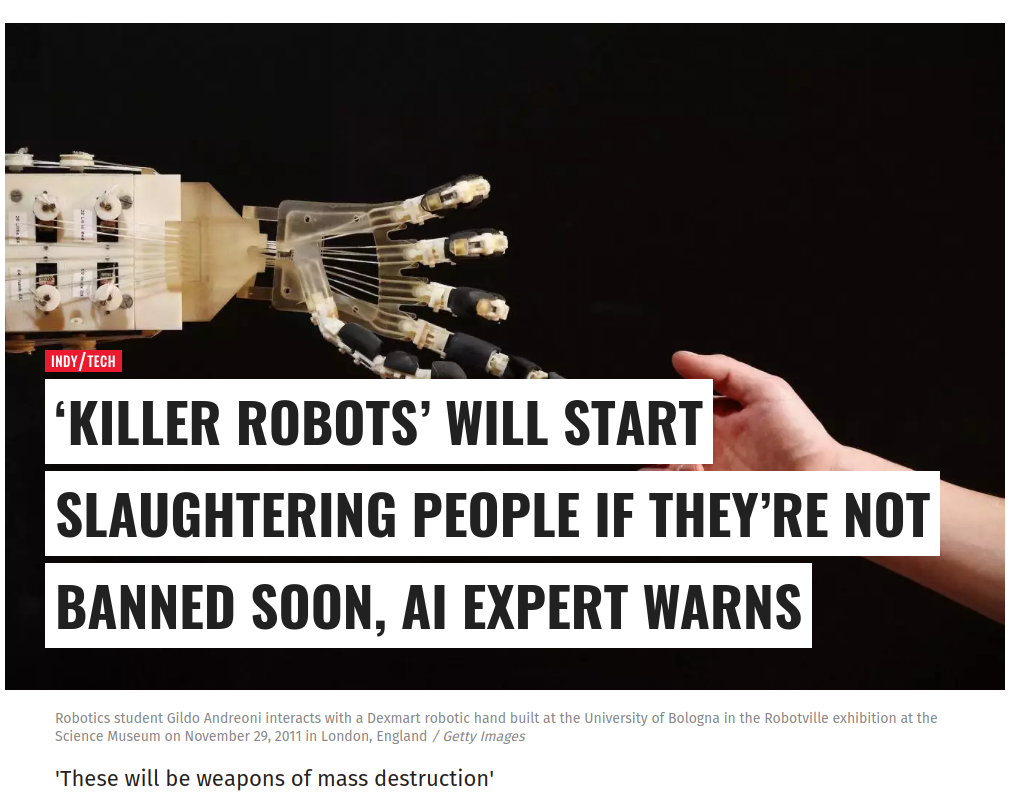 INDY/TECH
‘KILLER ROBOTS’ WILL START
SLAUGHTERING PEOPLE IF THEY’RE NOT
BANNED SOON, AI EXPERT WARNS
Robotics student Gildo Andreoni interacts with a Dexmart robotic hand built at the University of Bologna in the Robotville exhibition at the
Science Museum on November 29, 2011 in London, England / Getty Images
'These will be weapons of mass destruction'